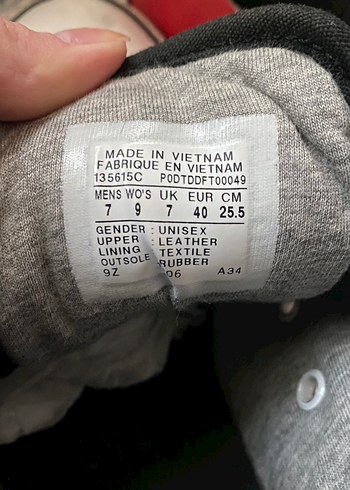 MADE IN VIETNAM
FABRIQUE EN VIETNAM
135615C P0DTDDFT00049
MENS WO'S UK EUR CM
7 9 7 40 25.5
GENDER : UNISEX
UPPER : LEATHER
LINING : TEXTILE
OUTSOLE RUBBER
9Z 06 A34